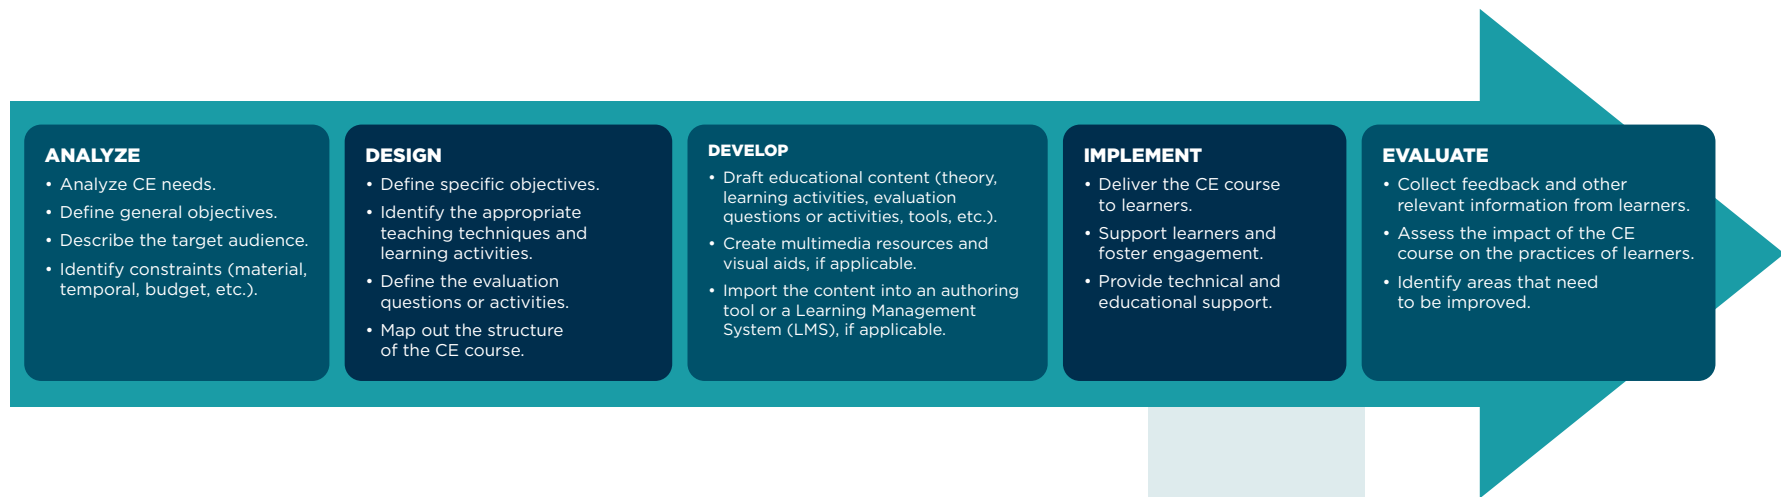 ANALYZE
• Analyze CE needs.
• Define general objectives.
• Describe the target audience.
• Identify constraints (material,
temporal, budget, etc.).
DESIGN
• Define specific objectives.
• Identify the appropriate
teaching techniques and
learning activities.
• Define the evaluation
questions or activities.
• Map out the structure
of the CE course.
DEVELOP
• Draft educational content (theory,
learning activities, evaluation
questions or activities, tools, etc.).
• Create multimedia resources and
visual aids, if applicable.
• Import the content into an authoring
tool or a Learning Management
System (LMS), if applicable.
IMPLEMENT
• Deliver the CE course
to learners.
• Support learners and
foster engagement.
• Provide technical and
educational support.
EVALUATE
• Collect feedback and other
relevant information from learners.
• Assess the impact of the CE
course on the practices of learners.
• Identify areas that need
to be improved.